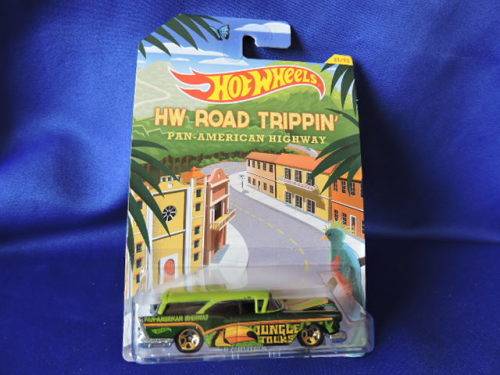 HOT WHEELS
HW ROAD TRIPPIN'
PAN-AMERICAN HIGHWAY
PAN-AMERICAN HIGHWAY
JUNGLE
TOURS